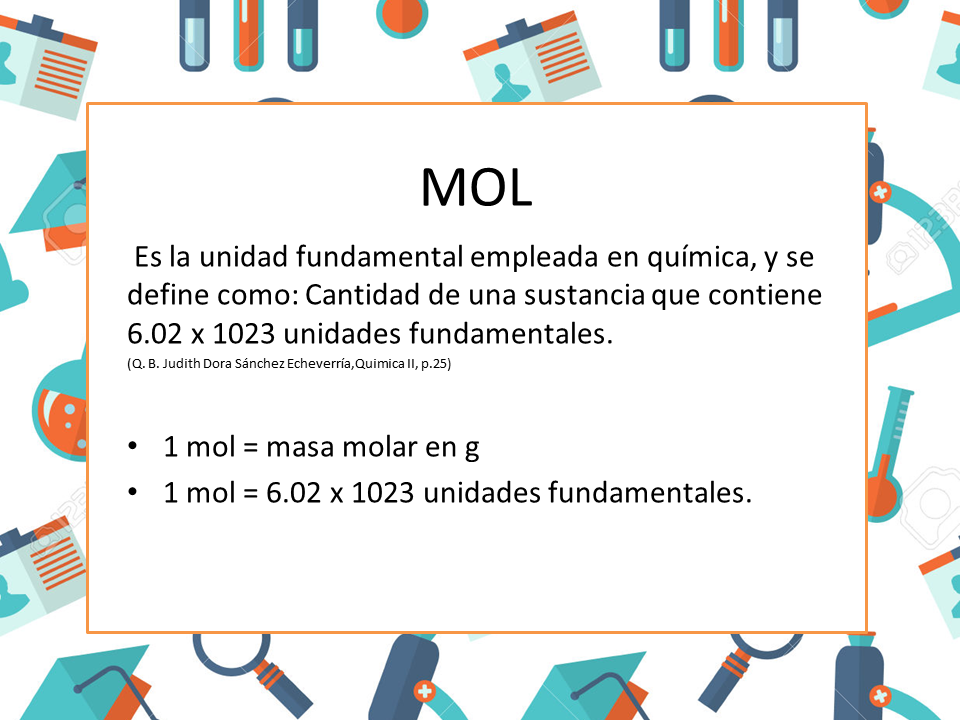 MOL
Es la unidad fundamental empleada en química, y se
define como: Cantidad de una sustancia que contiene
6.02 x 1023 unidades fundamentales.
(Q. B. Judith Dora Sánchez Echeverría,Quimica II, p.25)
• 1 mol = masa molar en g
• 1 mol = 6.02 x 1023 unidades fundamentales.